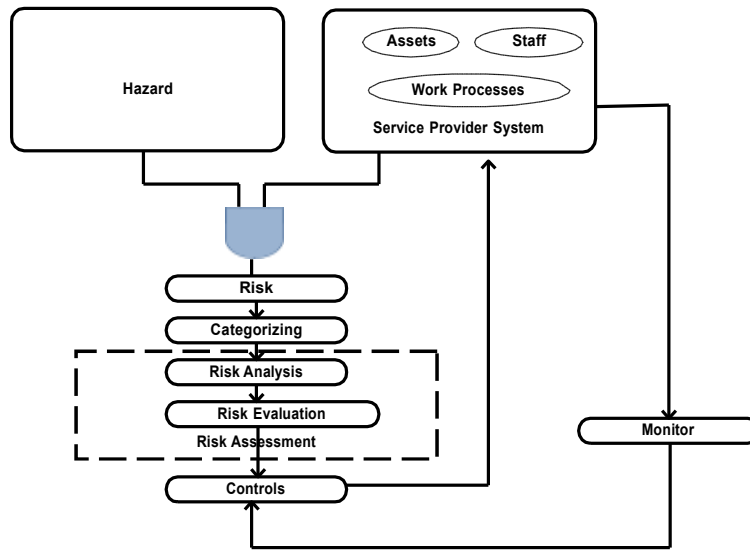 Hazard
Assets
Staff
Work Processes
Service Provider System
Risk
Categorizing
Risk Analysis
Risk Evaluation
Risk Assessment
Monitor
Controls